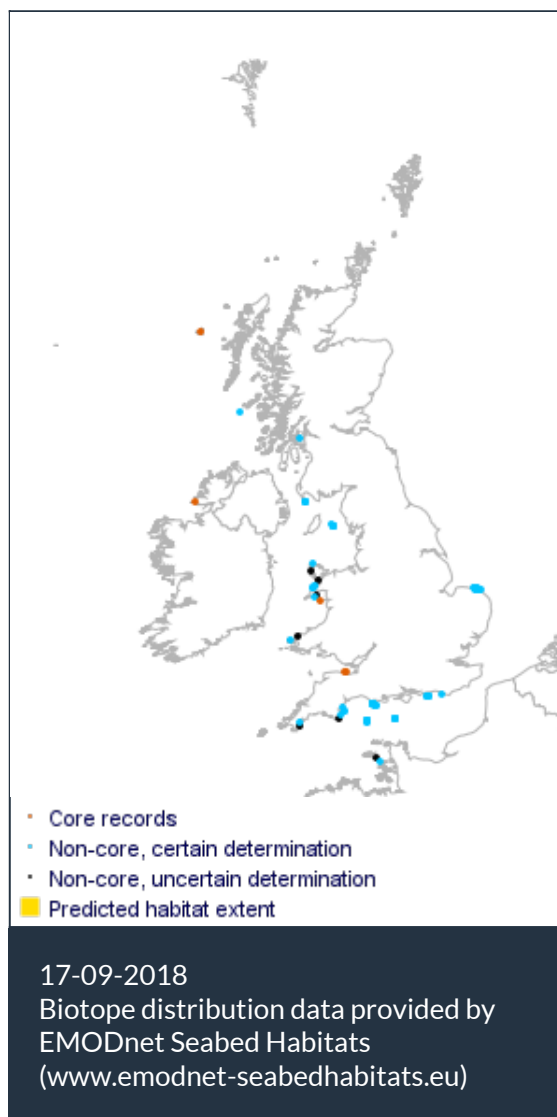 Core records
Non-core, certain determination
Non-core, uncertain determination
Predicted habitat extent
17-09-2018
Biotope distribution data provided by
EMODnet Seabed Habitats
(www.emodnet-seabedhabitats.eu)